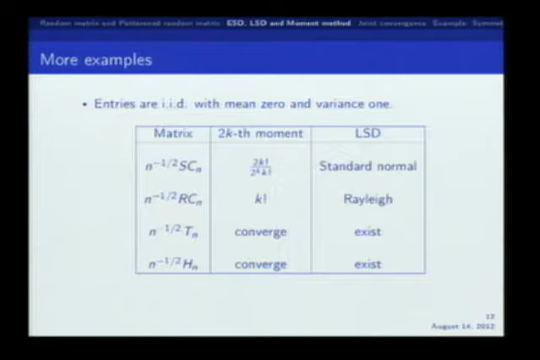 Random matrix and Patterned random matrix ESD, LSD and Moment method Joint convergence Example: Symmet
More examples
• Entries are i.i.d. with mean zero and variance one.
Matrix 2k-th moment LSD
n^{-1/2}SC_n \frac{2k!}{2^k k!} Standard normal
n^{-1/2}RC_n k! Rayleigh
n^{-1/2}T_n converge exist
n^{-1/2}H_n converge exist
12
August 14, 2012